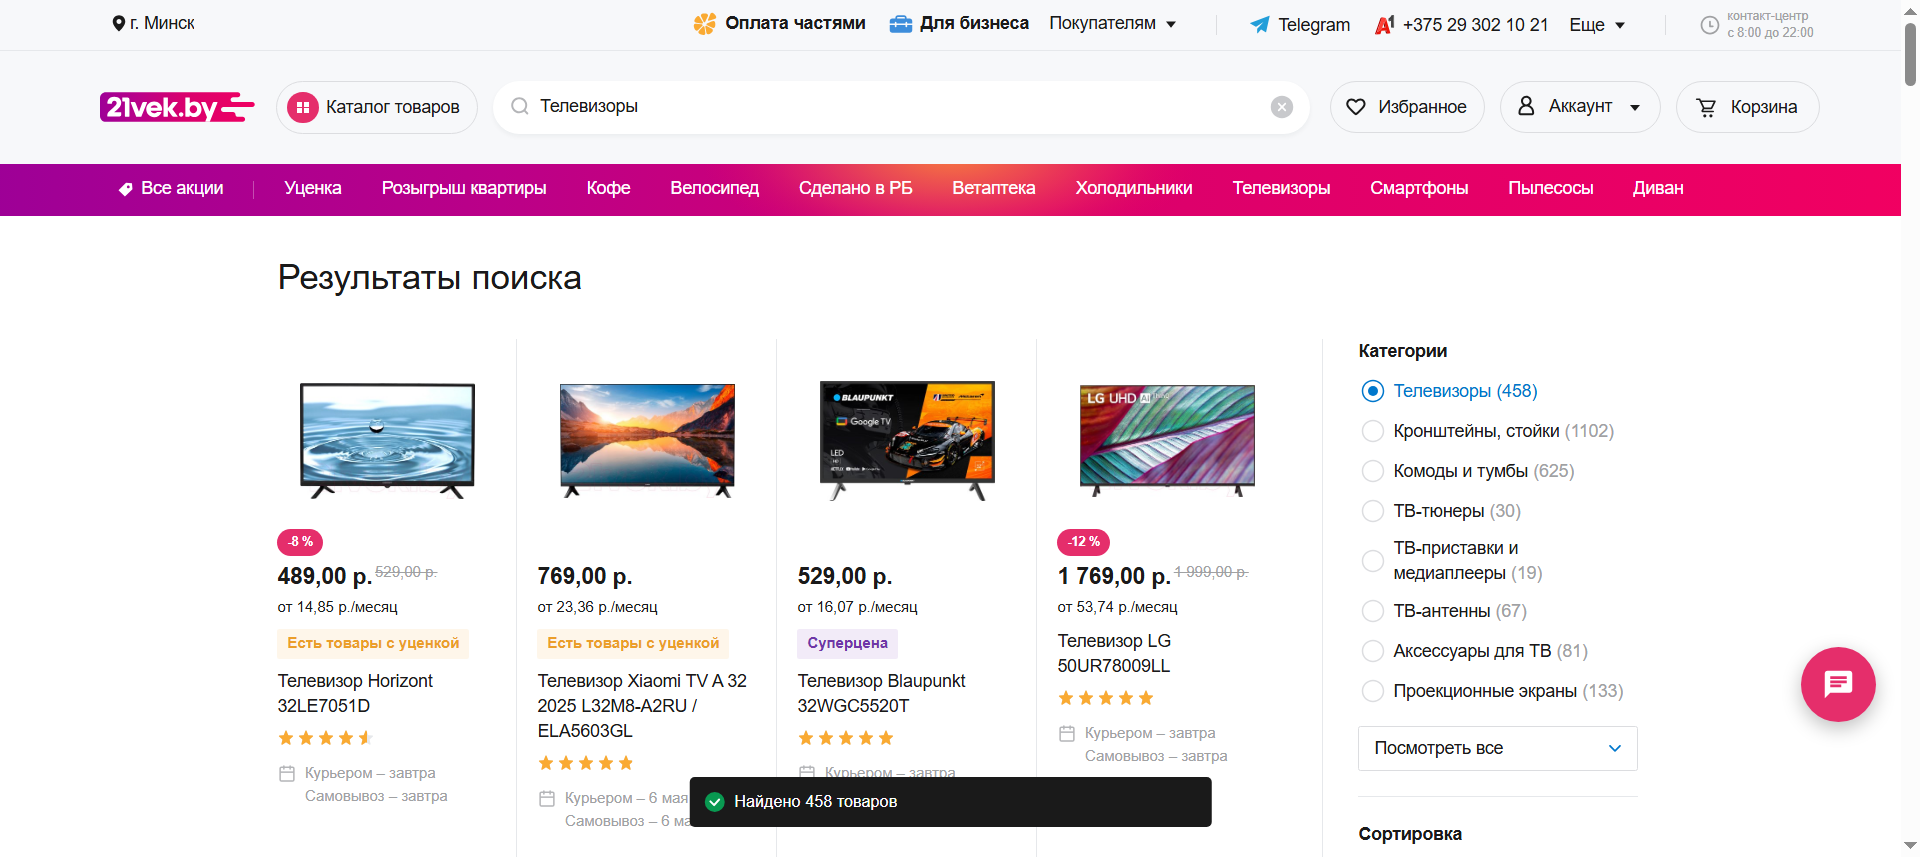 г. Минск
Оплата частями
Для бизнеса
Покупателям
Telegram
A1 +375 29 302 10 21
Еще
контакт-центр
с 8:00 до 22:00
21vek.by
Каталог товаров
Телевизоры
Избранное
Аккаунт
Корзина
Все акции
Уценка
Розыгрыш квартиры
Кофе
Велосипед
Сделано в РБ
Ветаптека
Холодильники
Телевизоры
Смартфоны
Пылесосы
Диван
Результаты поиска
-8 %
489,00 р. 529,00 р.
от 14,85 р./месяц
Есть товары с уценкой
Телевизор Horizont
32LE7051D
Курьером – завтра
Самовывоз – завтра
769,00 р.
от 23,36 р./месяц
Есть товары с уценкой
Телевизор Xiaomi TV A 32
2025 L32M8-A2RU /
ELA5603GL
Курьером – 6 мая
Самовывоз – 6 ма
BLAUPUNKT
Google TV
LED
529,00 р.
от 16,07 р./месяц
Суперцена
Телевизор Blaupunkt
32WGC5520T
Курьером – завтра
LG UHD AI ThinQ
-12 %
1 769,00 р. 1 999,00 р.
от 53,74 р./месяц
Телевизор LG
50UR78009LL
Курьером – завтра
Самовывоз – завтра
Категории
Телевизоры (458)
Кронштейны, стойки (1102)
Комоды и тумбы (625)
ТВ-тюнеры (30)
ТВ-приставки и
медиаплееры (19)
ТВ-антенны (67)
Аксессуары для ТВ (81)
Проекционные экраны (133)
Посмотреть все
Сортировка
Найдено 458 товаров